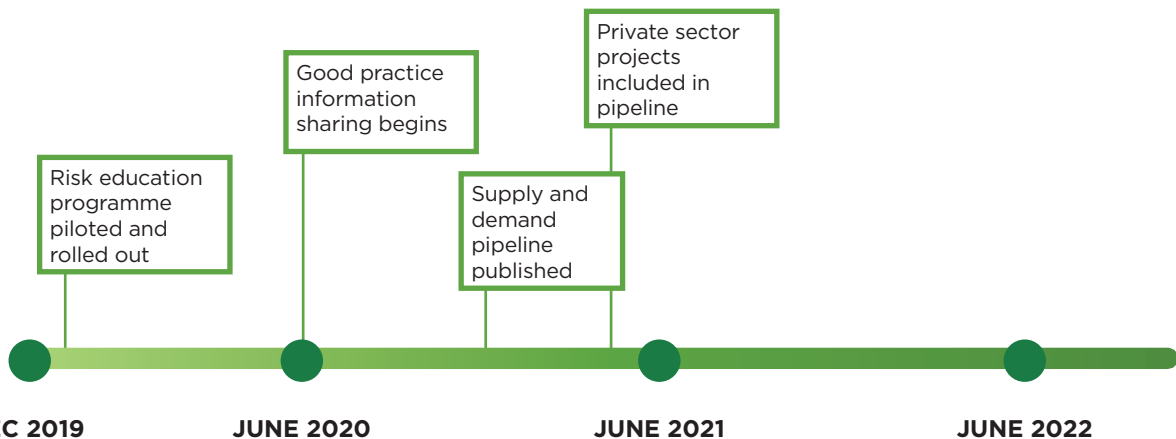 Risk education
programme
piloted and
rolled out
Good practice
information
sharing begins
Supply and
demand
pipeline
published
Private sector
projects
included in
pipeline
C 2019
JUNE 2020
JUNE 2021
JUNE 2022